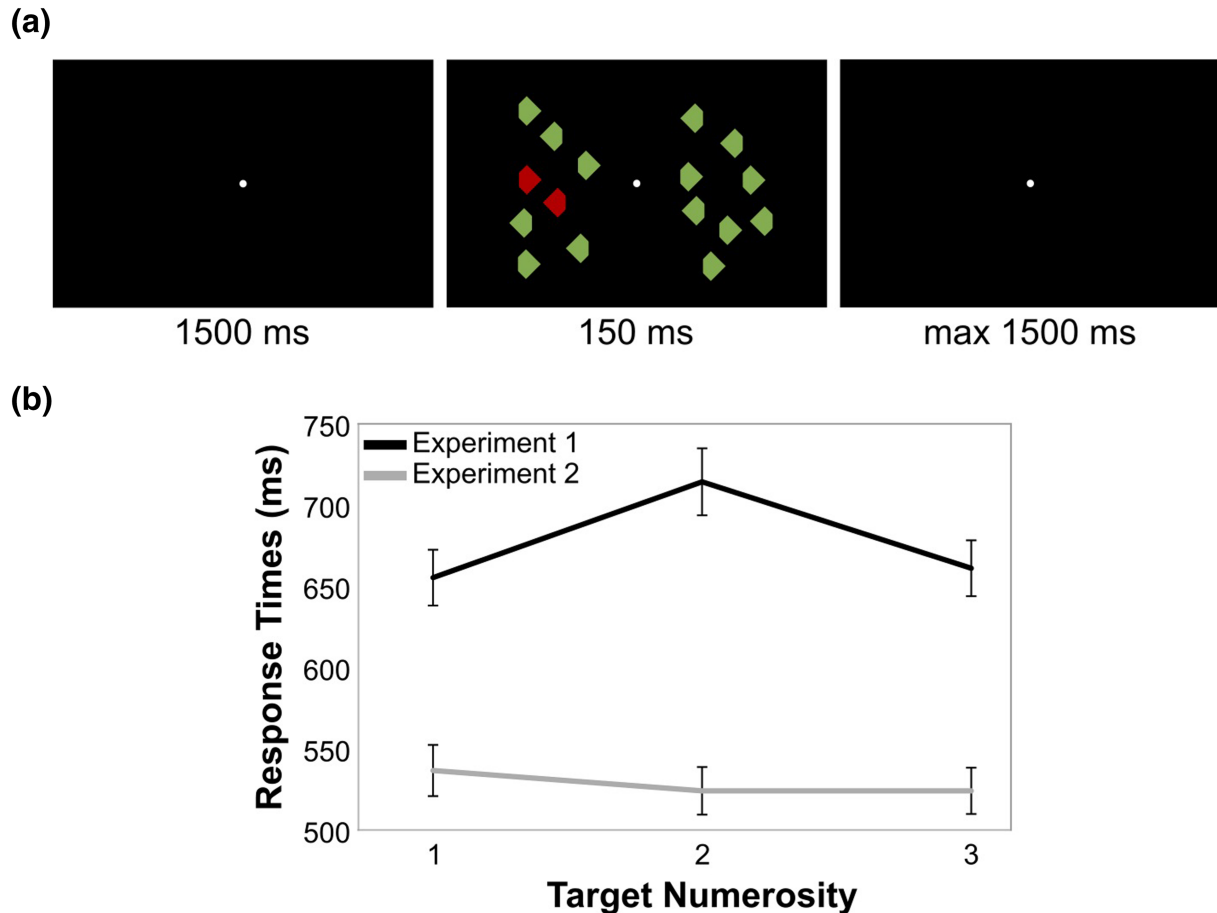 (a)
1500 ms
150 ms
max 1500 ms
(b)
Experiment 1
Experiment 2
Response Times (ms)
750
700
650
600
550
500
1
2
3
Target Numerosity